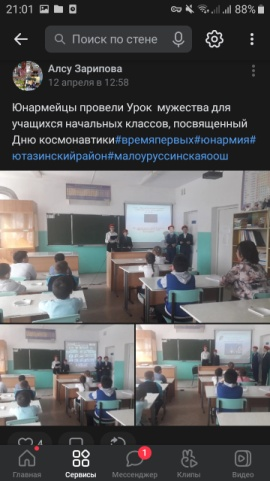 21:01
88%
Поиск по стене
Алсу Зарипова
12 апреля в 12:58
Юнармейцы провели Урок мужества для
учащихся начальных классов, посвященный
Дню космонавтики#времяпервых#юнармия#
ютазинскийрайон#малоуруссинскаяоош
4
1
Главная
Сервисы
Мессенджер
Клипы
Видео